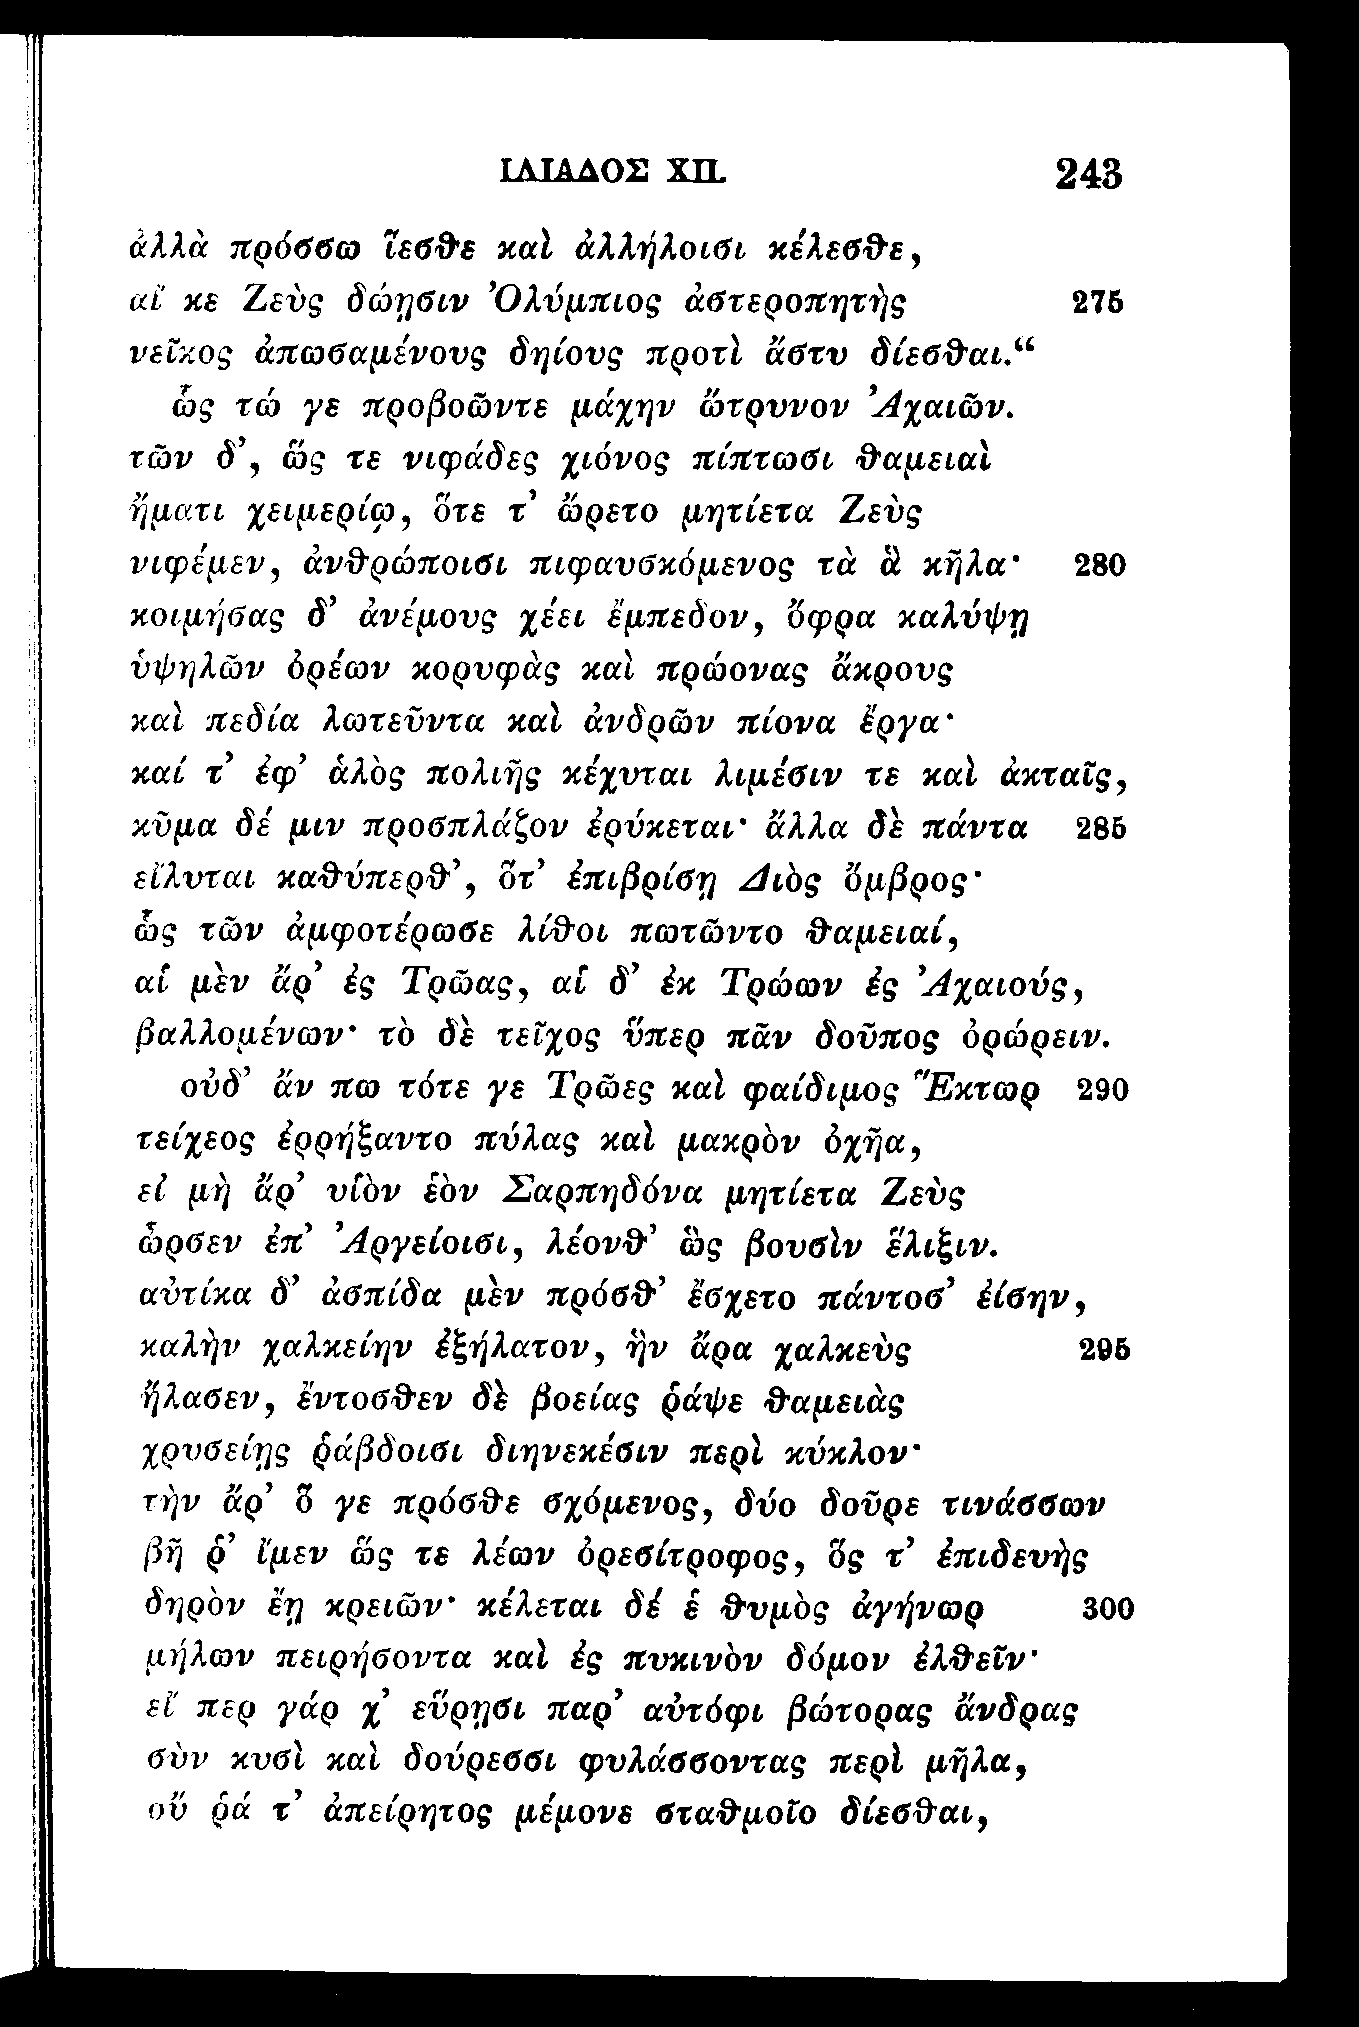 ΙΛΙΑΔΟΣ XII. 243
ἀλλὰ πρόσσω ἵεσθε καὶ ἀλλήλοισι κέλεσθε,
αἴ κε Ζεὺς δώῃσιν Ὀλύμπιος ἀστεροπητὴς 275
νεῖκος ἀπωσαμένους δηίους προτὶ ἄστυ δίεσθαι.“
ὣς τώ γε προβοῶντε μάχην ὤτρυνον Ἀχαιῶν.
τῶν δ’, ὥς τε νιφάδες χιόνος πίπτωσι θαμειαὶ
ἤματι χειμερίῳ, ὅτε τ’ ὤρετο μητίετα Ζεὺς
νιφέμεν, ἀνθρώποισι πιφαυσκόμενος τὰ ἃ κῆλα· 280
κοιμήσας δ’ ἀνέμους χέει ἔμπεδον, ὄφρα καλύψῃ
ὑψηλῶν ὀρέων κορυφὰς καὶ πρώονας ἄκρους
καὶ πεδία λωτεῦντα καὶ ἀνδρῶν πίονα ἔργα·
καί τ’ ἐφ’ ἁλὸς πολιῆς κέχυται λιμέσιν τε καὶ ἀκταῖς,
κῦμα δέ μιν προσπλάζον ἐρύκεται· ἄλλα δὲ πάντα 285
εἴλυται καθύπερθ’, ὅτ’ ἐπιβρίσῃ Διὸς ὄμβρος·
ὣς τῶν ἀμφοτέρωσε λίθοι πωτῶντο θαμειαί,
αἱ μὲν ἄρ’ ἐς Τρῶας, αἱ δ’ ἐκ Τρώων ἐς Ἀχαιούς,
βαλλομένων· τὸ δὲ τεῖχος ὕπερ πᾶν δοῦπος ὀρώρειν.
οὐδ’ ἄν πω τότε γε Τρῶες καὶ φαίδιμος Ἕκτωρ 290
τείχεος ἐρρήξαντο πύλας καὶ μακρὸν ὀχῆα,
εἰ μὴ ἄρ’ υἱὸν ἑὸν Σαρπηδόνα μητίετα Ζεὺς
ὦρσεν ἐπ’ Ἀργείοισι, λέονθ’ ὣς βουσὶν ἕλιξιν.
αὐτίκα δ’ ἀσπίδα μὲν πρόσθ’ ἔσχετο πάντοσ’ ἐίσην,
καλὴν χαλκείην ἐξήλατον, ἣν ἄρα χαλκεὺς 295
ἤλασεν, ἔντοσθεν δὲ βοείας ῥάψε θαμειὰς
χρυσείῃς ῥάβδοισι διηνεκέσιν περὶ κύκλον·
τὴν ἄρ’ ὅ γε πρόσθε σχόμενος, δύο δοῦρε τινάσσων
βῆ ῥ’ ἴμεν ὥς τε λέων ὀρεσίτροφος, ὅς τ’ ἐπιδευὴς
δηρὸν ἔῃ κρειῶν· κέλεται δέ ἑ θυμὸς ἀγήνωρ 300
μήλων πειρήσοντα καὶ ἐς πυκινὸν δόμον ἐλθεῖν·
εἴ περ γάρ χ’ εὕρῃσι παρ’ αὐτόφι βώτορας ἄνδρας
σὺν κυσὶ καὶ δούρεσσι φυλάσσοντας περὶ μῆλα,
οὔ ῥά τ’ ἀπείρητος μέμονε σταθμοῖο δίεσθαι,